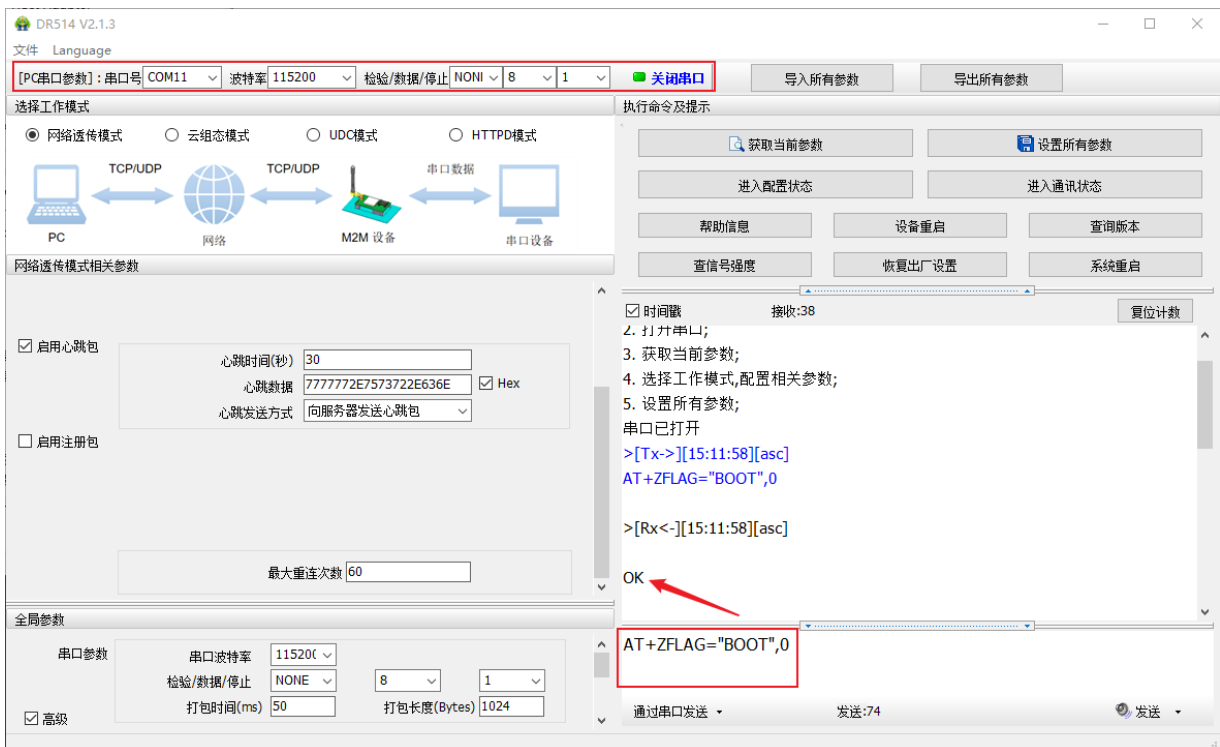 DR514 V2.1.3
文件 Language
[PC串口参数]：串口号 COM11 波特率 115200 检验/数据/停止 NONI 8 1 关闭串口 导入所有参数 导出所有参数
选择工作模式
网络透传模式 云组态模式 UDC模式 HTTPD模式
TCP/UDP TCP/UDP 串口数据
PC 网络 M2M 设备 串口设备
网络透传模式相关参数
启用心跳包
心跳时间(秒) 30
心跳数据 7777772E7573722E636E Hex
心跳发送方式 向服务器发送心跳包
启用注册包
最大重连次数 60
全局参数
串口参数 串口波特率 11520(
检验/数据/停止 NONE 8 1
打包时间(ms) 50 打包长度(Bytes) 1024
高级
执行命令及提示
获取当前参数 设置所有参数
进入配置状态 进入通讯状态
帮助信息 设备重启 查询版本
查信号强度 恢复出厂设置 系统重启
时间戳 接收:38 复位计数
2. 打开串口;
3. 获取当前参数;
4. 选择工作模式,配置相关参数;
5. 设置所有参数;
串口已打开
>[Tx->][15:11:58][asc]
AT+ZFLAG="BOOT",0
>[Rx<-][15:11:58][asc]
OK
AT+ZFLAG="BOOT",0
通过串口发送 发送:74 发送